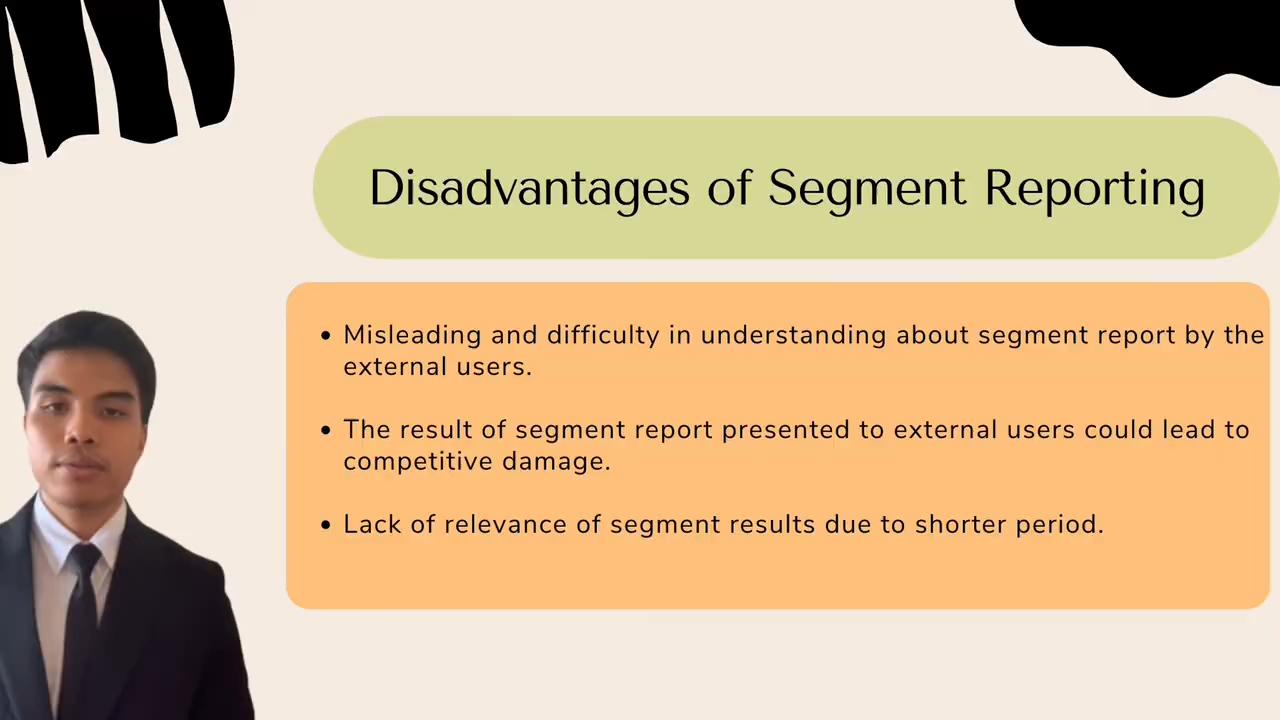 Disadvantages of Segment Reporting
• Misleading and difficulty in understanding about segment report by the
external users.
• The result of segment report presented to external users could lead to
competitive damage.
• Lack of relevance of segment results due to shorter period.